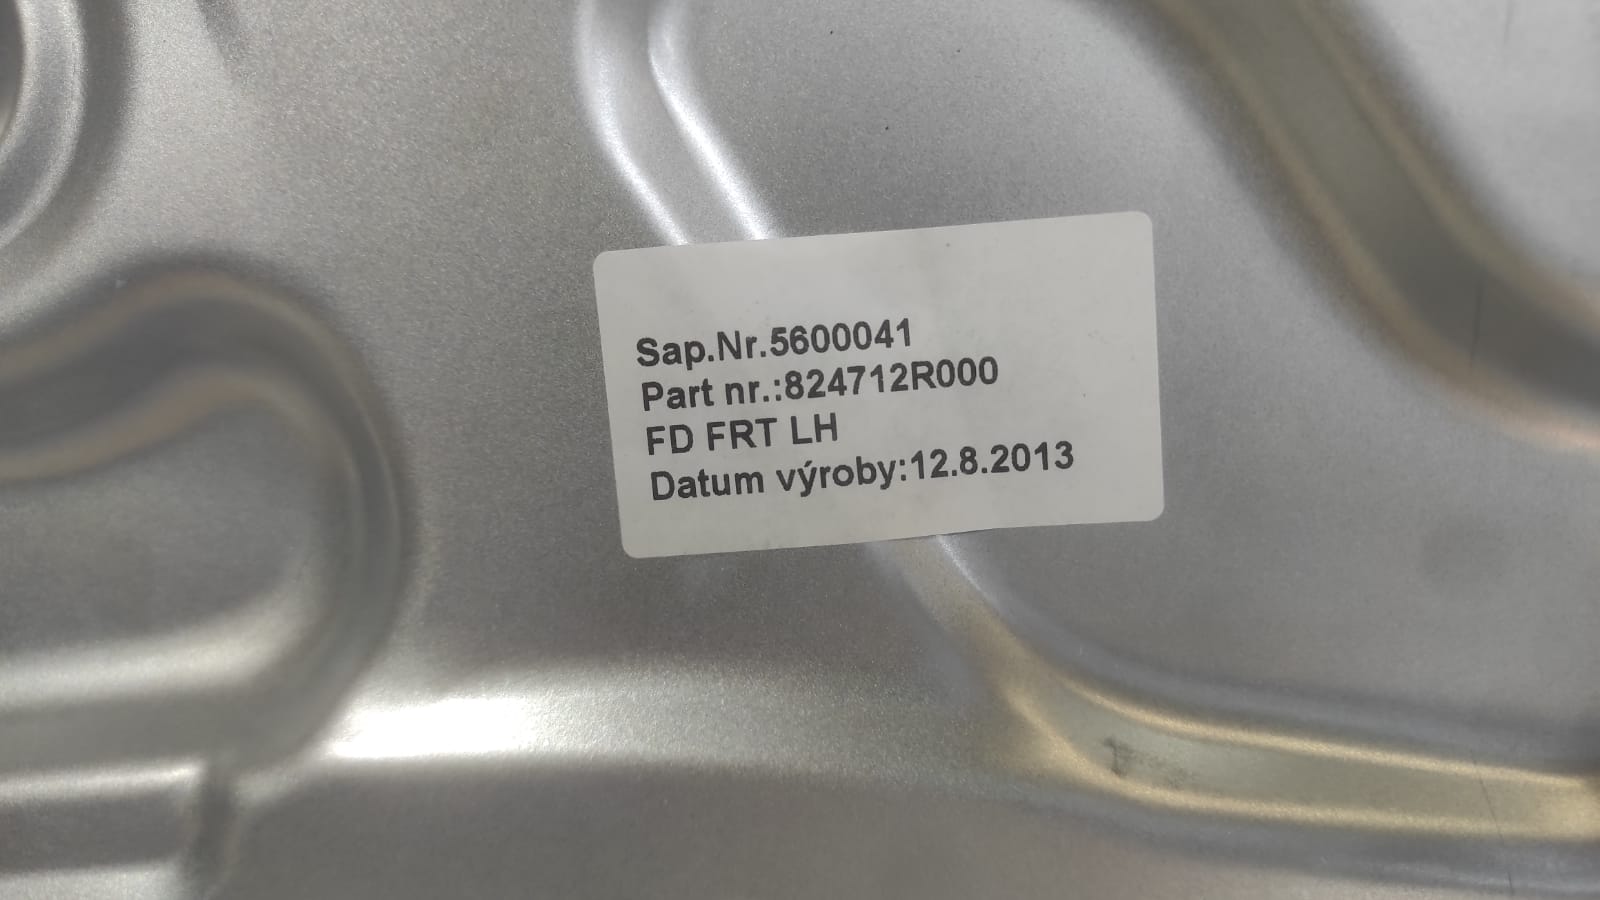 Sap.Nr.5600041
Part nr.:824712R000
FD FRT LH
Datum výroby:12.8.2013